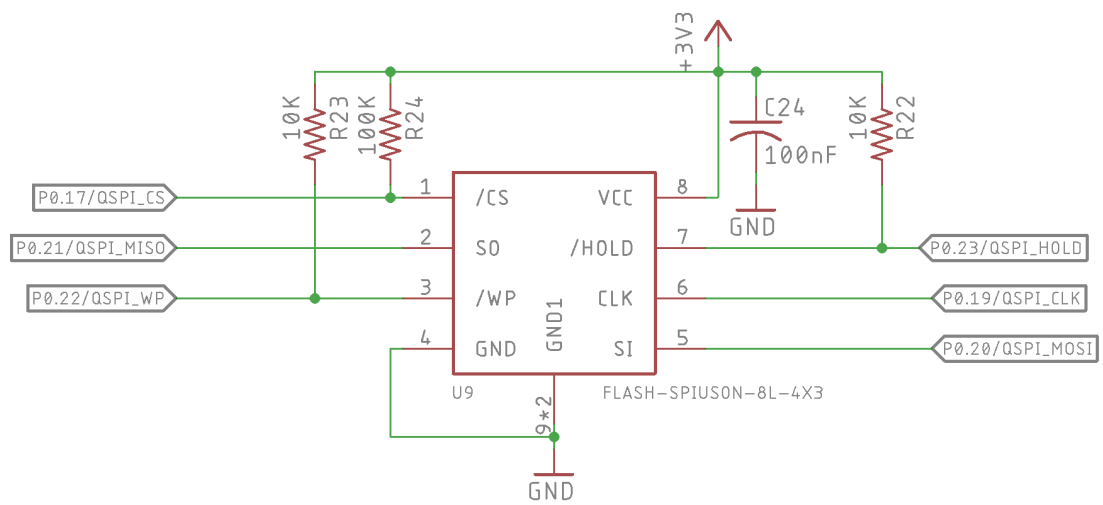 +3V3
10K
R23
100K
R24
C24
100nF
10K
R22
GND
P0.17/QSPI_CS
1
/CS
VCC
8
P0.21/QSPI_MISO
2
SO
/HOLD
7
P0.23/QSPI_HOLD
P0.22/QSPI_WP
3
/WP
CLK
6
P0.19/QSPI_CLK
4
GND
GND1
SI
5
P0.20/QSPI_MOSI
U9
9*2
FLASH-SPIUSON-8L-4X3
GND